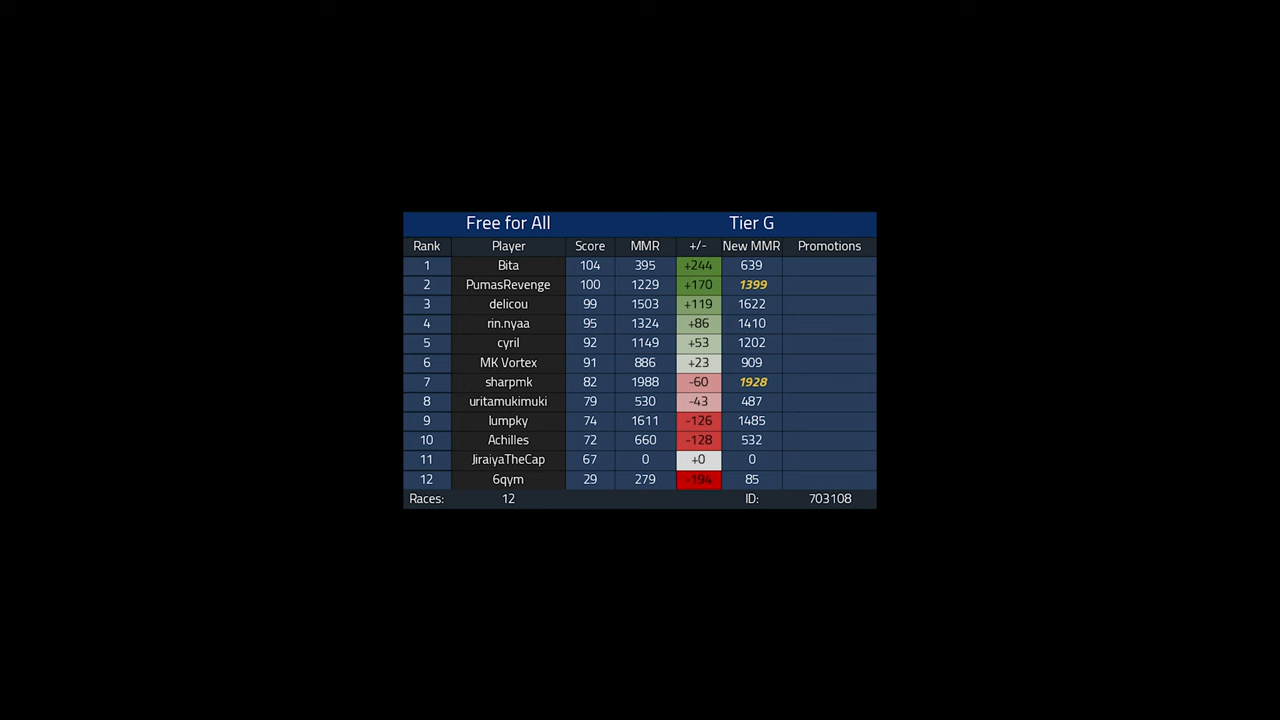 Free for All Tier G
Rank Player Score MMR +/- New MMR Promotions
1 Bita 104 395 +244 639
2 PumasRevenge 100 1229 +170 1399
3 delicou 99 1503 +119 1622
4 rin.nyaa 95 1324 +86 1410
5 cyril 92 1149 +53 1202
6 MK Vortex 91 886 +23 909
7 sharpmk 82 1988 -60 1928
8 uritamukimuki 79 530 -43 487
9 lumpky 74 1611 -126 1485
10 Achilles 72 660 -128 532
11 JiraiyaTheCap 67 0 +0 0
12 6qym 29 279 -194 85
Races: 12 ID: 703108